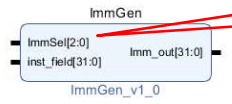 ImmGen
ImmSel[2:0]
inst_field[31:0]
Imm_out[31:0]
ImmGen_v1_0